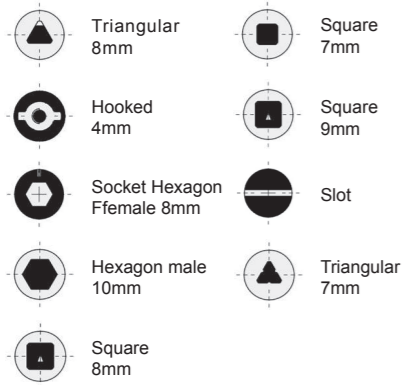 Triangular
8mm
Hooked
4mm
Socket Hexagon
Ffemale 8mm
Hexagon male
10mm
Square
8mm
Square
7mm
Square
9mm
Slot
Triangular
7mm